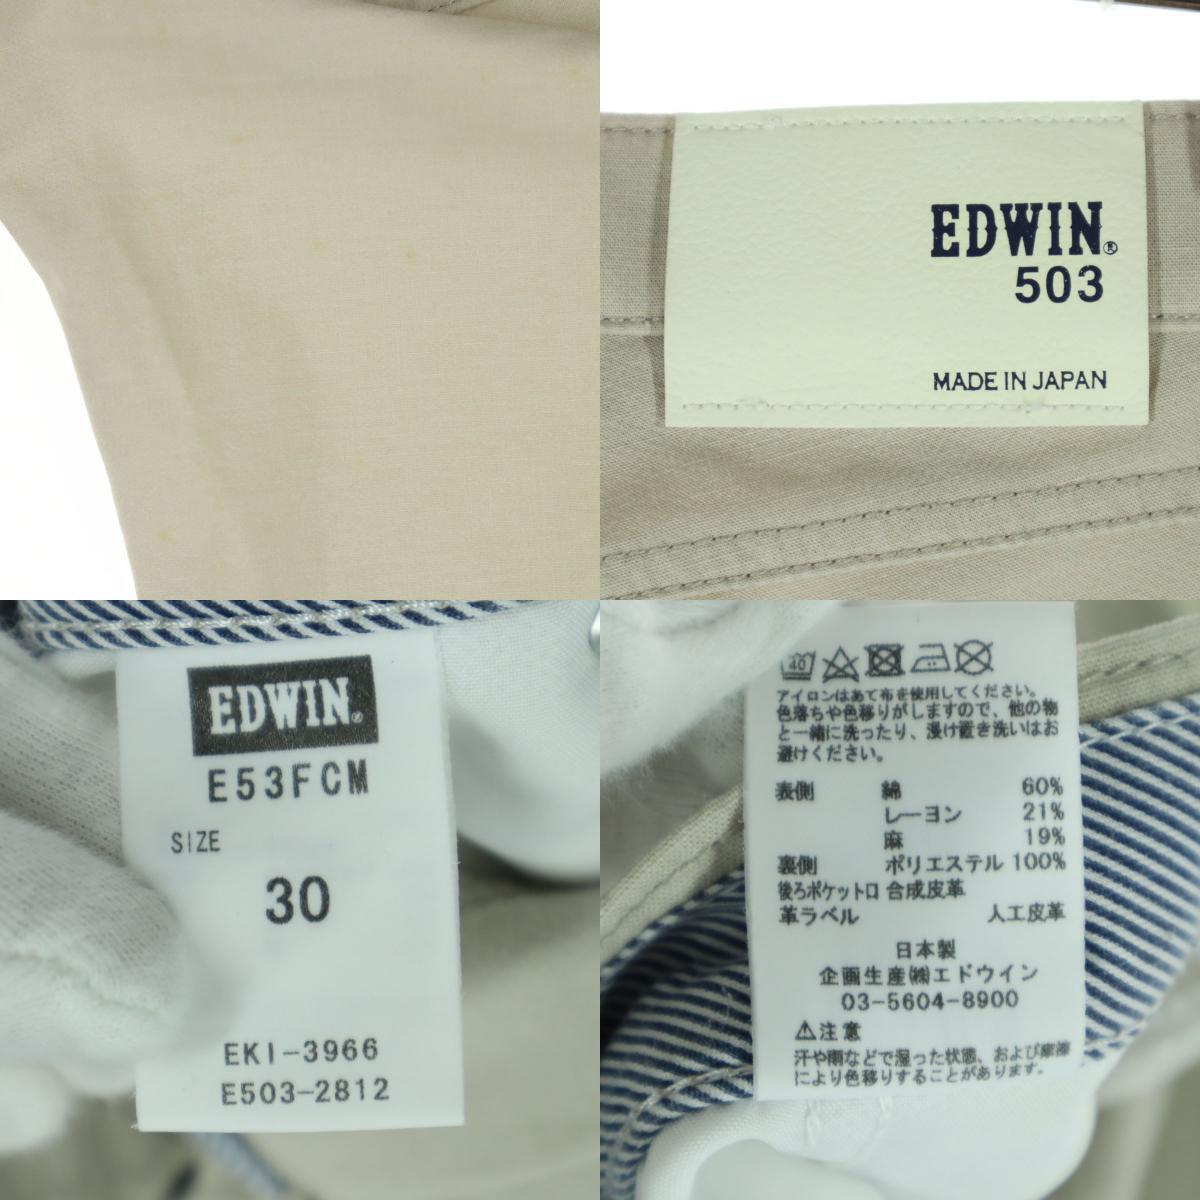 EDWIN®
503
MADE IN JAPAN
EDWIN®
E53FCM
SIZE
30
EKI-3966
E503-2812
40
アイロンはあて布を使用してください。
色落ちや色移りがしますので、他の物
と一緒に洗ったり、浸け置き洗いはお
避けください。
表側 綿 60%
レーヨン 21%
麻 19%
裏側 ポリエステル 100%
後ろポケット口 合成皮革
革ラベル 人工皮革
日本製
企画生産㈱エドウイン
03-5604-8900
⚠注意
汗や雨などで湿った状態、および摩擦
により色移りすることがあります。